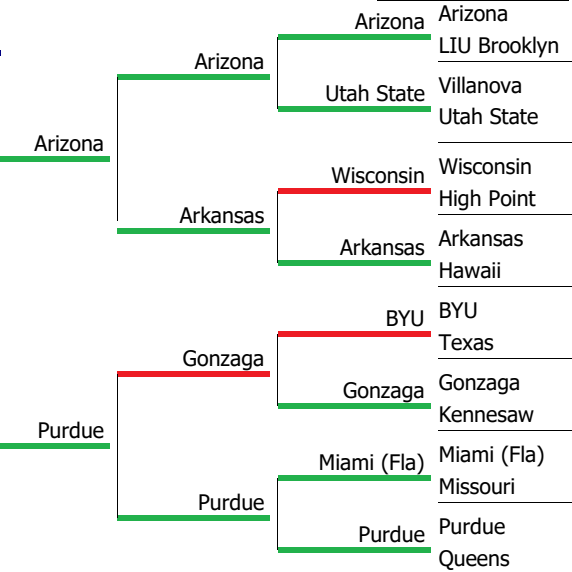 Arizona
Arizona
LIU Brooklyn
Arizona
Utah State
Villanova
Utah State
Arizona
Wisconsin
Wisconsin
High Point
Arkansas
Arkansas
Arkansas
Hawaii
BYU
BYU
Texas
Gonzaga
Gonzaga
Gonzaga
Kennesaw
Purdue
Miami (Fla)
Miami (Fla)
Missouri
Purdue
Purdue
Purdue
Queens